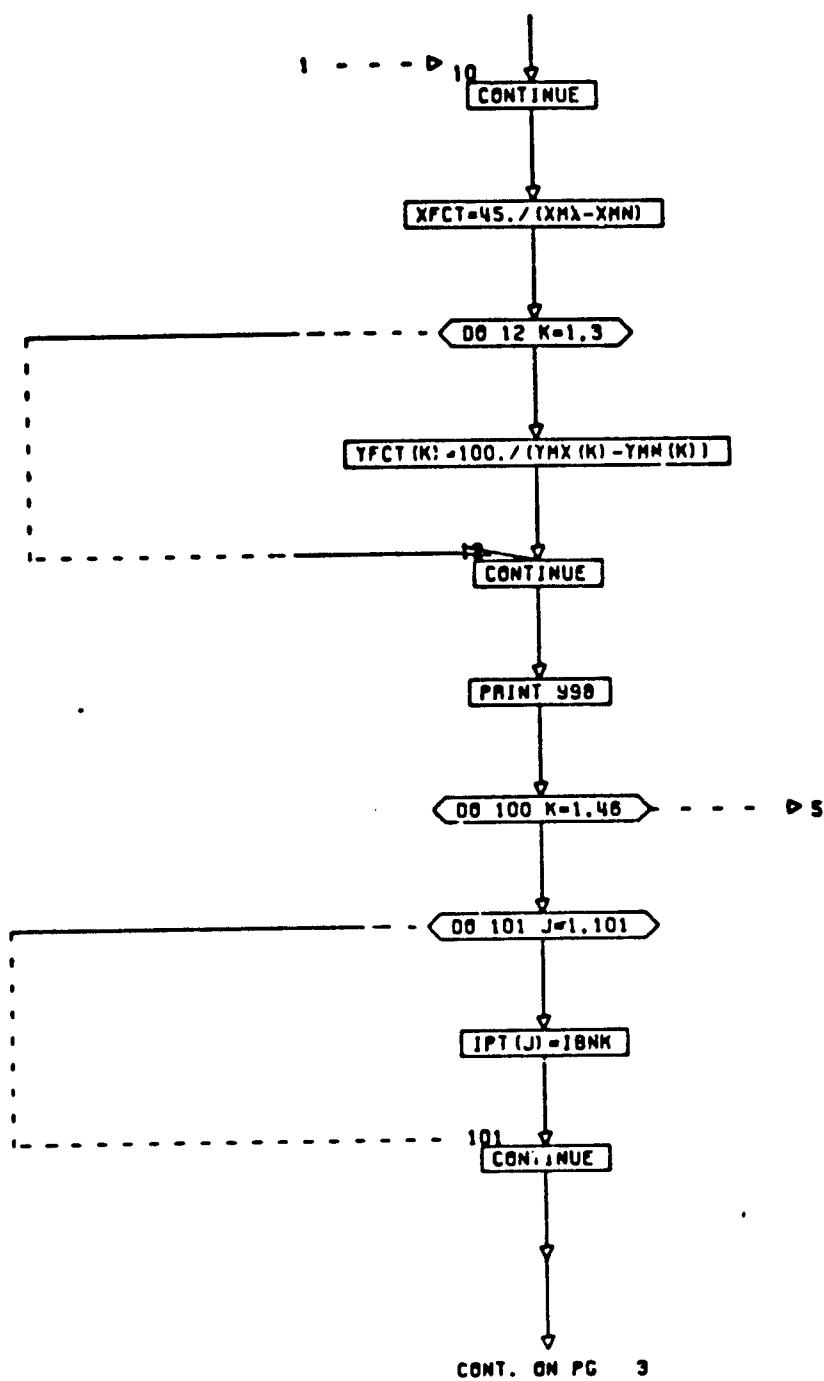 1
10
CONTINUE
XFCT=45./(XMX-XMN)
DO 12 K=1,3
YFCT(K)=100./(YMX(K)-YMN(K))
12
CONTINUE
PRINT 998
DO 100 K=1,46
5
DO 101 J=1,101
IPT(J)=IBNK
101
CONTINUE
CONT. ON PG 3